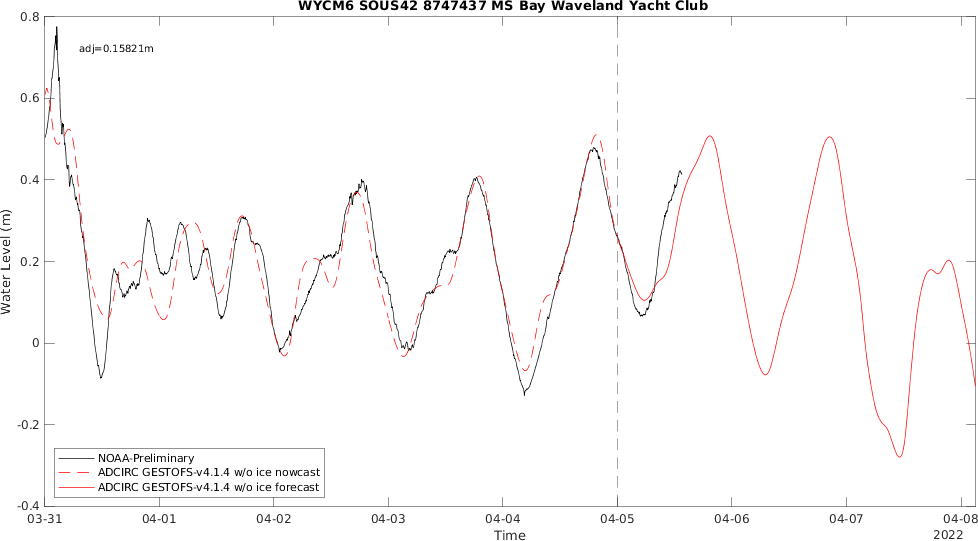 WYCM6 SOUS42 8747437 MS Bay Waveland Yacht Club
adj=0.15821m
0.8
0.6
0.4
0.2
0
-0.2
-0.4
Water Level (m)
NOAA-Preliminary
ADCIRC GESTOFS-v4.1.4 w/o ice nowcast
ADCIRC GESTOFS-v4.1.4 w/o ice forecast
03-31 04-01 04-02 04-03 04-04 04-05 04-06 04-07 04-08
Time
2022